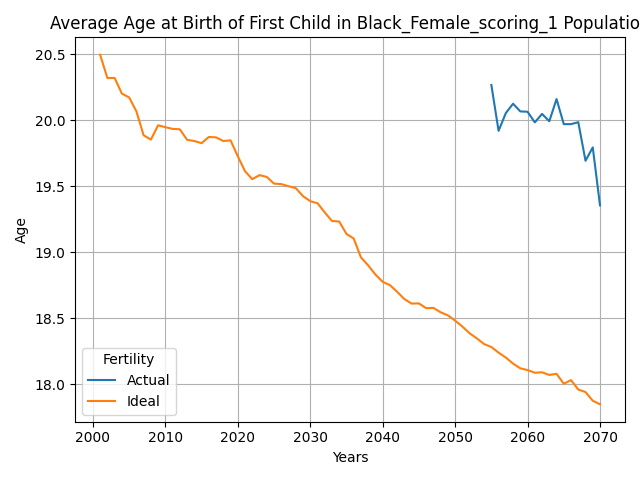 Average Age at Birth of First Child in Black_Female_scoring_1 Populatio
20.5
20.0
19.5
19.0
18.5
18.0
Age
Fertility
Actual
Ideal
2000 2010 2020 2030 2040 2050 2060 2070
Years